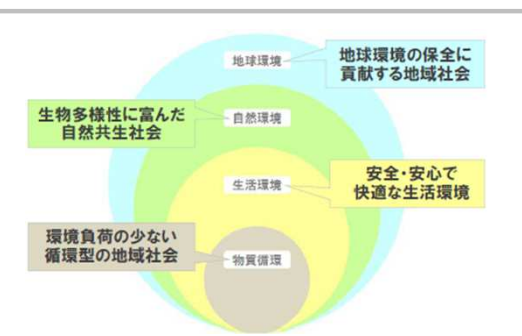 地球環境
地球環境の保全に
貢献する地域社会
生物多様性に富んだ
自然共生社会
自然環境
生活環境
安全・安心で
快適な生活環境
環境負荷の少ない
循環型の地域社会
物質循環